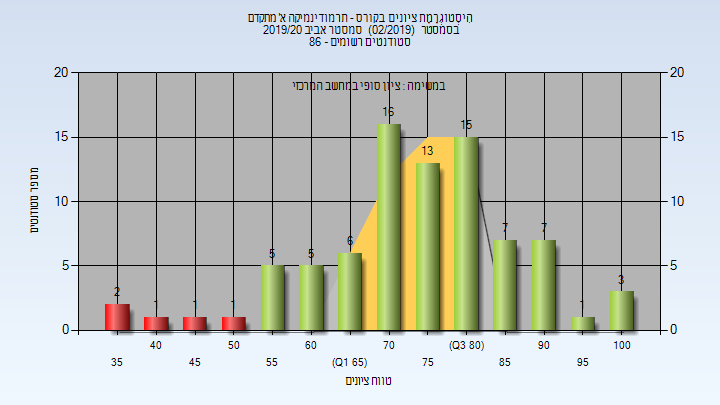 היסטוגרמת ציונים בקורס - תרמודינמיקה א' מתקדם
בסמסטר (02/2019) סמסטר אביב 2019/20
סטודנטים רשומים - 86
במשימה : ציון סופי במחשב המרכזי
מספר סטודנטים
20 20
15 15
10 10
5 5
0 0
2 1 1 1 5 5 6 16 13 15 7 7 1 3
40 50 60 70 (Q3 80) 90 100
35 45 55 (Q1 65) 75 85 95
טווח ציונים